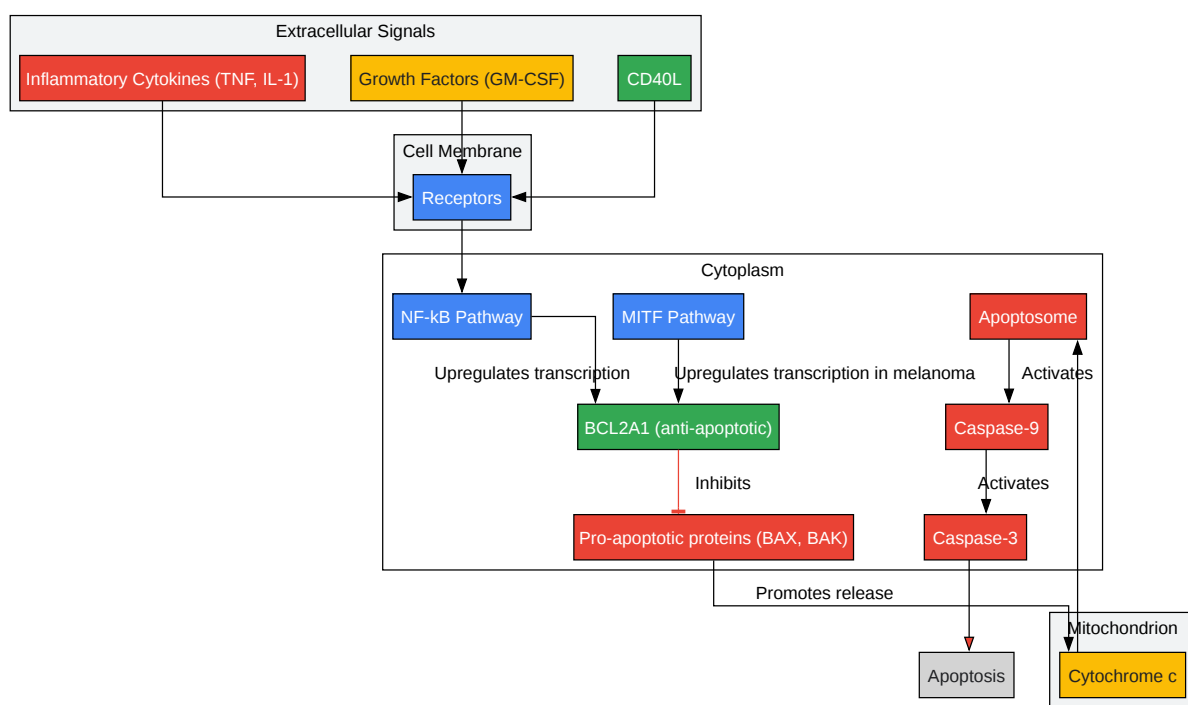 Extracellular Signals
Inflammatory Cytokines (TNF, IL-1)
Growth Factors (GM-CSF)
CD40L
Cell Membrane
Receptors
Cytoplasm
NF-kB Pathway
MITF Pathway
Apoptosome
Upregulates transcription
Upregulates transcription in melanoma
Activates
BCL2A1 (anti-apoptotic)
Caspase-9
Inhibits
Activates
Pro-apoptotic proteins (BAX, BAK)
Caspase-3
Promotes release
Mitochondrion
Apoptosis
Cytochrome c